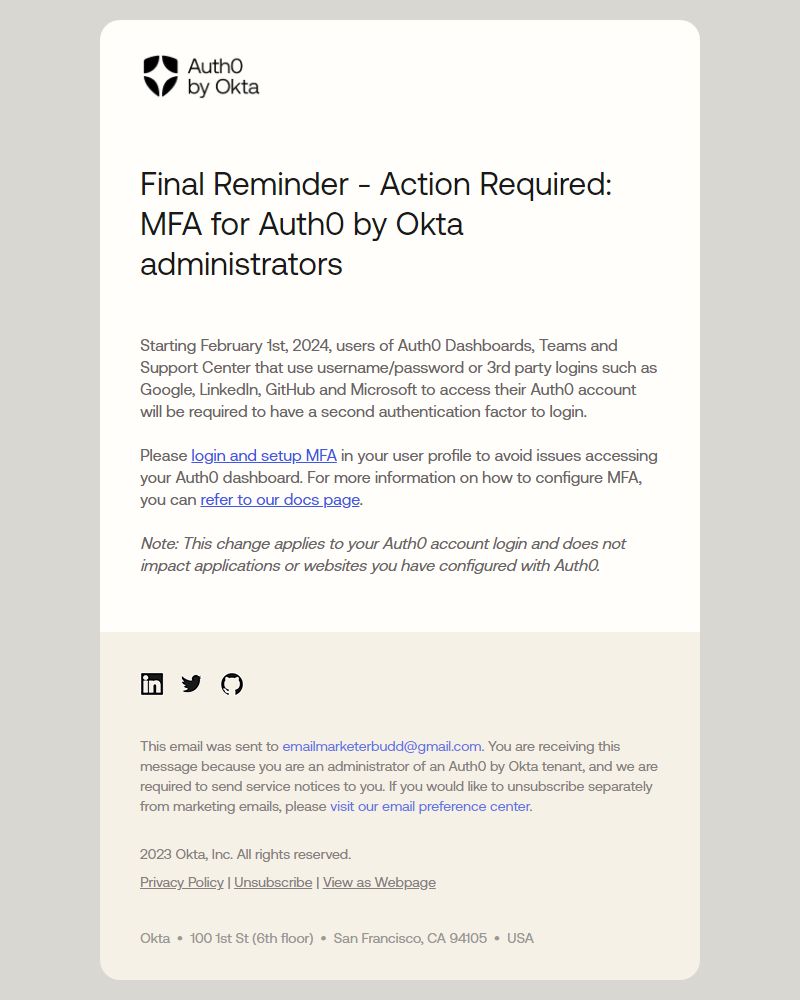 Auth0
by Okta
Final Reminder - Action Required:
MFA for Auth0 by Okta
administrators
Starting February 1st, 2024, users of Auth0 Dashboards, Teams and
Support Center that use username/password or 3rd party logins such as
Google, LinkedIn, GitHub and Microsoft to access their Auth0 account
will be required to have a second authentication factor to login.
Please login and setup MFA in your user profile to avoid issues accessing
your Auth0 dashboard. For more information on how to configure MFA,
you can refer to our docs page.
Note: This change applies to your Auth0 account login and does not
impact applications or websites you have configured with Auth0.
in
This email was sent to emailmarketerbudd@gmail.com. You are receiving this
message because you are an administrator of an Auth0 by Okta tenant, and we are
required to send service notices to you. If you would like to unsubscribe separately
from marketing emails, please visit our email preference center.
2023 Okta, Inc. All rights reserved.
Privacy Policy | Unsubscribe | View as Webpage
Okta • 100 1st St (6th floor) • San Francisco, CA 94105 • USA